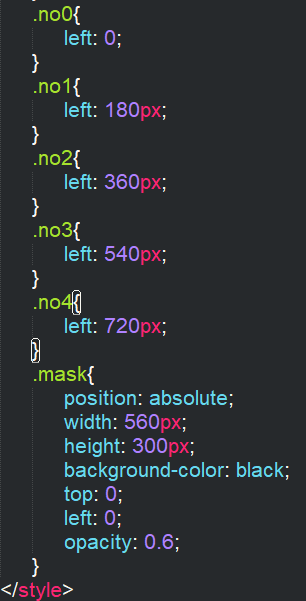 .no0{
left: 0;
}
.no1{
left: 180px;
}
.no2{
left: 360px;
}
.no3{
left: 540px;
}
.no4{
left: 720px;
}
.mask{
position: absolute;
width: 560px;
height: 300px;
background-color: black;
top: 0;
left: 0;
opacity: 0.6;
}
</style>